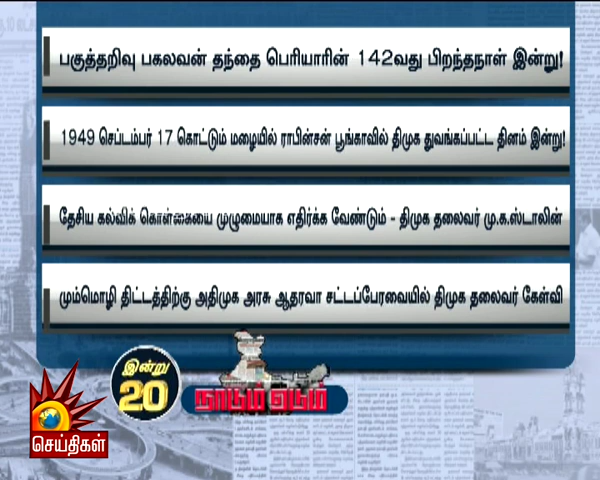 பகுத்தறிவு பகலவன் தந்தை பெரியாரின் 142வது பிறந்தநாள் இன்று!
1949 செப்டம்பர் 17 கொட்டும் மழையில் ராபின்சன் பூங்காவில் திமுக துவங்கப்பட்ட தினம் இன்று!
தேசிய கல்விக் கொள்கையை முழுமையாக எதிர்க்க வேண்டும் - திமுக தலைவர் மு.க.ஸ்டாலின்
மும்மொழி திட்டத்திற்கு அதிமுக அரசு ஆதரவா சட்டப்பேரவையில் திமுக தலைவர் கேள்வி
இன்று
20
நாடும் ஏடும்
செய்திகள்